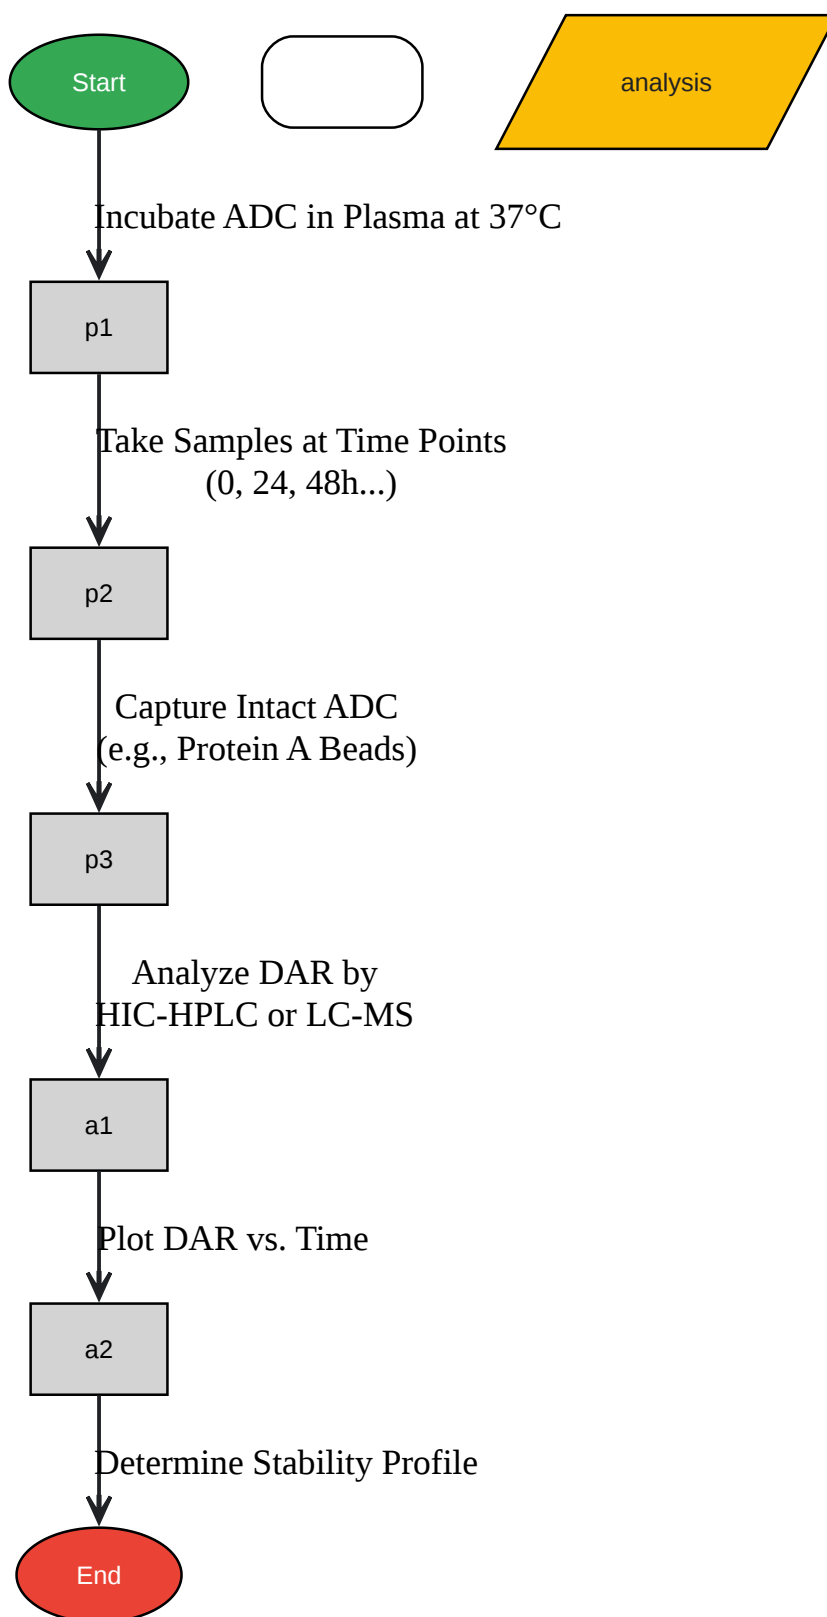 Start
analysis
Incubate ADC in Plasma at 37°C
p1
Take Samples at Time Points
(0, 24, 48h...)
p2
Capture Intact ADC
(e.g., Protein A Beads)
p3
Analyze DAR by
HIC-HPLC or LC-MS
a1
Plot DAR vs. Time
a2
Determine Stability Profile
End